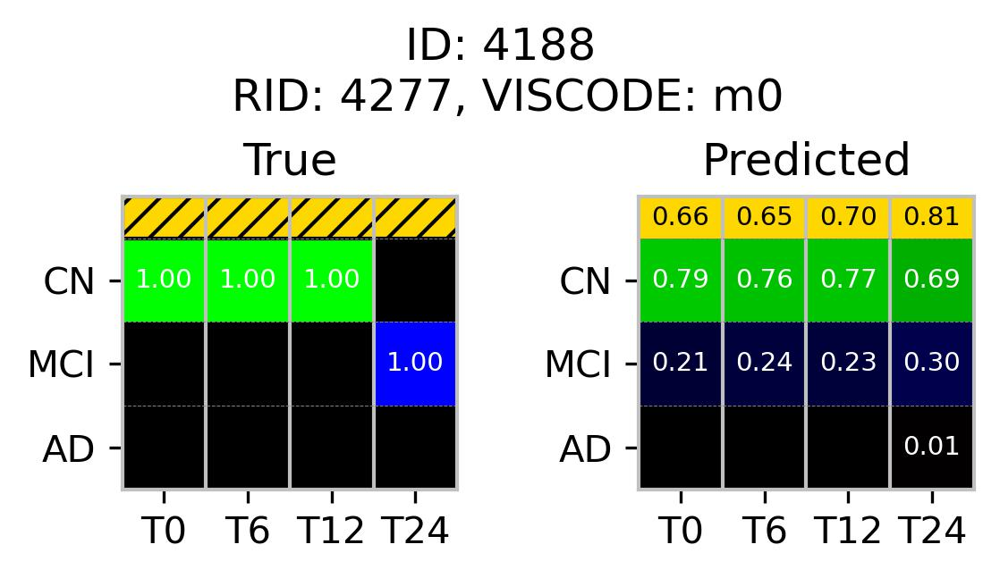 ID: 4188
RID: 4277, VISCODE: m0
True
Predicted
0.66 0.65 0.70 0.81
CN 1.00 1.00 1.00
CN 0.79 0.76 0.77 0.69
MCI 1.00
MCI 0.21 0.24 0.23 0.30
AD
AD 0.01
T0 T6 T12 T24
T0 T6 T12 T24